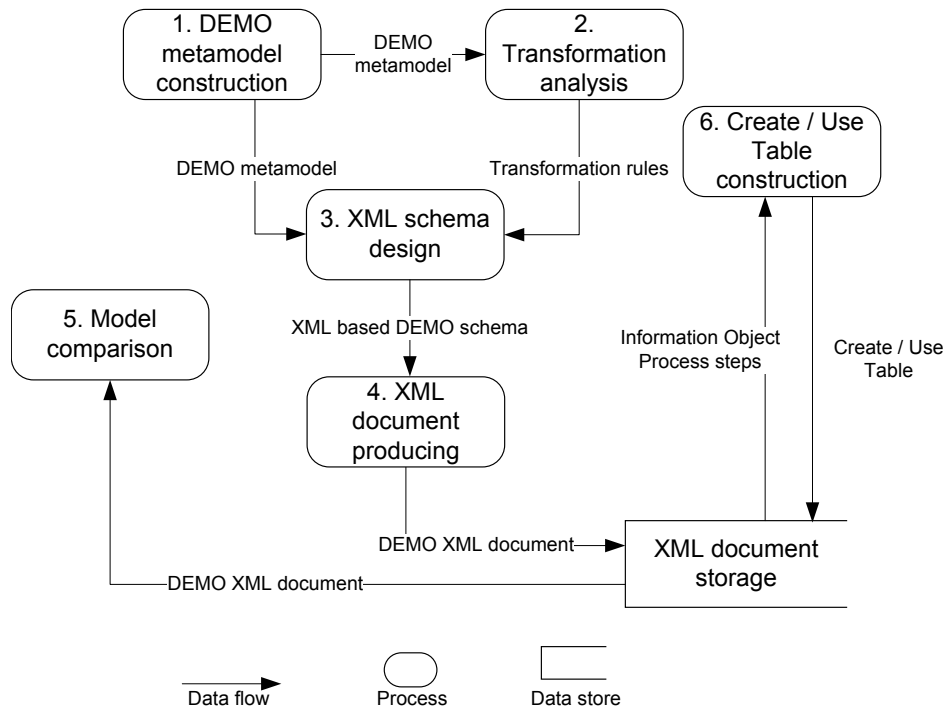 1. DEMO
metamodel
construction
DEMO
metamodel
2.
Transformation
analysis
6. Create / Use
Table
construction
DEMO metamodel
Transformation rules
3. XML schema
design
5. Model
comparison
XML based DEMO schema
Information Object
Process steps
Create / Use
Table
4. XML
document
producing
DEMO XML document
XML document
storage
DEMO XML document
Data flow
Process
Data store